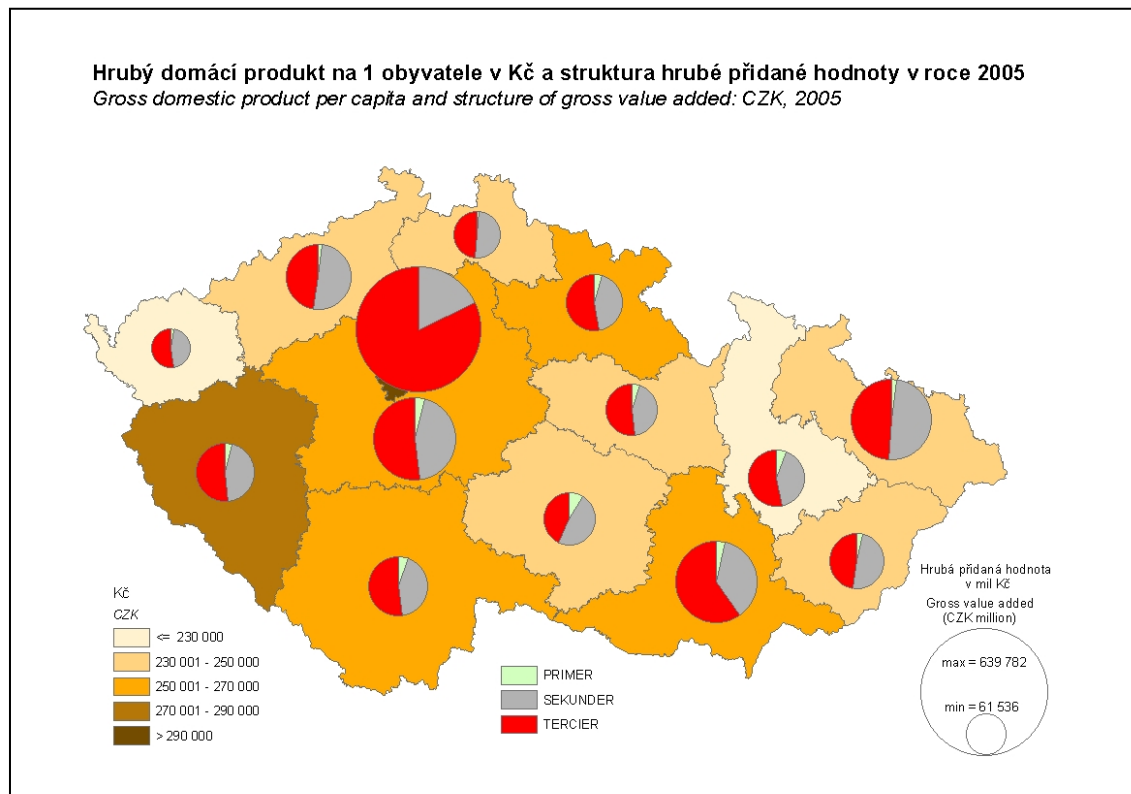 Hrubý domácí produkt na 1 obyvatele v Kč a struktura hrubé přidané hodnoty v roce 2005
Gross domestic product per capita and structure of gross value added: CZK, 2005
Kč
CZK
<= 230 000
230 001 - 250 000
250 001 - 270 000
270 001 - 290 000
> 290 000
PRIMER
SEKUNDER
TERCIER
Hrubá přidaná hodnota
v mil Kč
Gross value added
(CZK million)
max = 639 782
min = 61 536